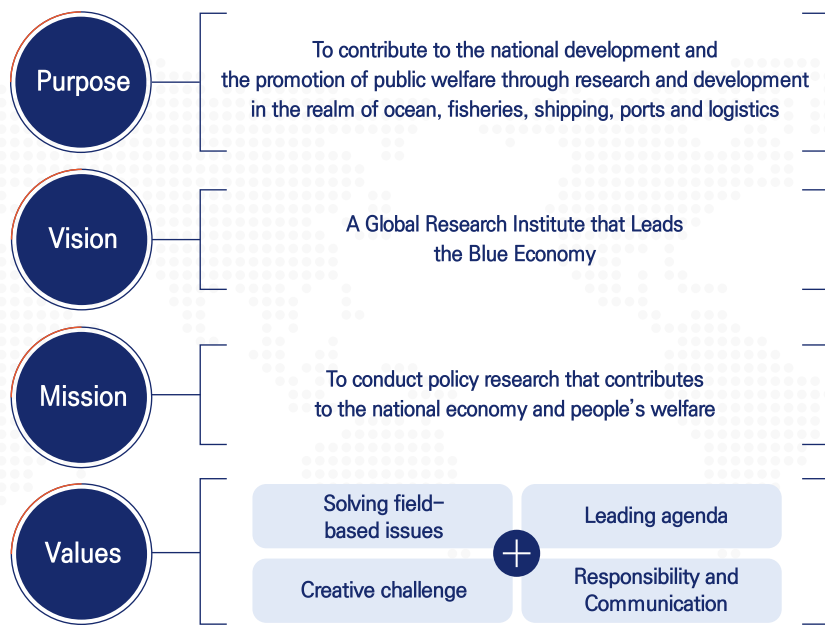 Purpose
To contribute to the national development and
the promotion of public welfare through research and development
in the realm of ocean, fisheries, shipping, ports and logistics
Vision
A Global Research Institute that Leads
the Blue Economy
Mission
To conduct policy research that contributes
to the national economy and people's welfare
Values
Solving field-
based issues
Leading agenda
Creative challenge
Responsibility and
Communication